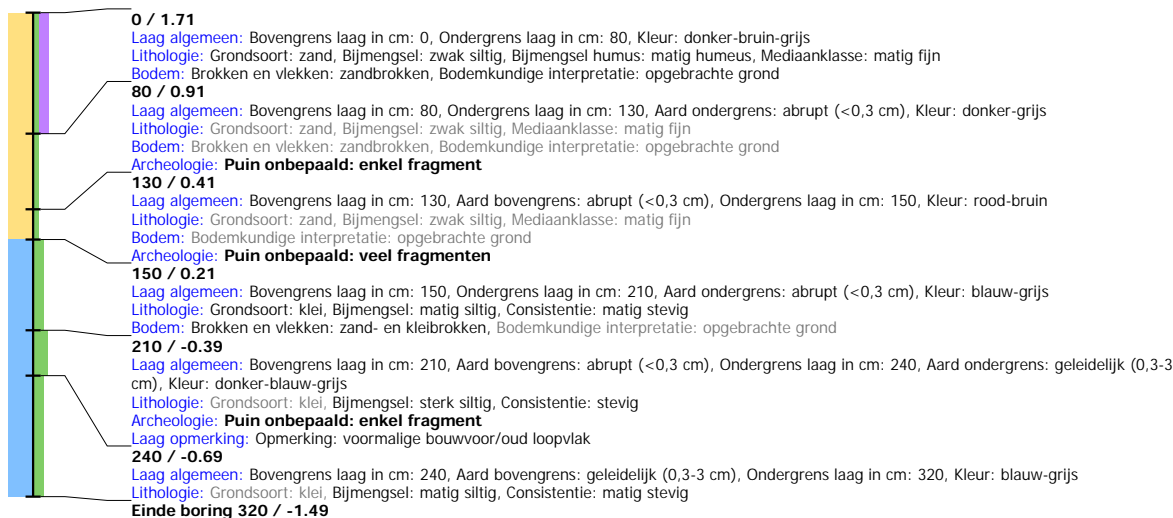 0 / 1.71
Laag algemeen: Bovengrens laag in cm: 0, Ondergrens laag in cm: 80, Kleur: donker-bruin-grijs
Lithologie: Grondsoort: zand, Bijmengsel: zwak siltig, Bijmengsel humus: matig humeus, Mediaanklasse: matig fijn
Bodem: Brokken en vlekken: zandbrokken, Bodemkundige interpretatie: opgebrachte grond
80 / 0.91
Laag algemeen: Bovengrens laag in cm: 80, Ondergrens laag in cm: 130, Aard ondergrens: abrupt (<0,3 cm), Kleur: donker-grijs
Lithologie: Grondsoort: zand, Bijmengsel: zwak siltig, Mediaanklasse: matig fijn
Bodem: Brokken en vlekken: zandbrokken, Bodemkundige interpretatie: opgebrachte grond
Archeologie: Puin onbepaald: enkel fragment
130 / 0.41
Laag algemeen: Bovengrens laag in cm: 130, Aard bovengrens: abrupt (<0,3 cm), Ondergrens laag in cm: 150, Kleur: rood-bruin
Lithologie: Grondsoort: zand, Bijmengsel: zwak siltig, Mediaanklasse: matig fijn
Bodem: Bodemkundige interpretatie: opgebrachte grond
Archeologie: Puin onbepaald: veel fragmenten
150 / 0.21
Laag algemeen: Bovengrens laag in cm: 150, Ondergrens laag in cm: 210, Aard ondergrens: abrupt (<0,3 cm), Kleur: blauw-grijs
Lithologie: Grondsoort: klei, Bijmengsel: matig siltig, Consistentie: matig stevig
Bodem: Brokken en vlekken: zand- en kleibrokken, Bodemkundige interpretatie: opgebrachte grond
210 / -0.39
Laag algemeen: Bovengrens laag in cm: 210, Aard bovengrens: abrupt (<0,3 cm), Ondergrens laag in cm: 240, Aard ondergrens: geleidelijk (0,3-3
cm), Kleur: donker-blauw-grijs
Lithologie: Grondsoort: klei, Bijmengsel: sterk siltig, Consistentie: stevig
Archeologie: Puin onbepaald: enkel fragment
Laag opmerking: Opmerking: voormalige bouwvoor/oud loopvlak
240 / -0.69
Laag algemeen: Bovengrens laag in cm: 240, Aard bovengrens: geleidelijk (0,3-3 cm), Ondergrens laag in cm: 320, Kleur: blauw-grijs
Lithologie: Grondsoort: klei, Bijmengsel: matig siltig, Consistentie: matig stevig
Einde boring 320 / -1.49